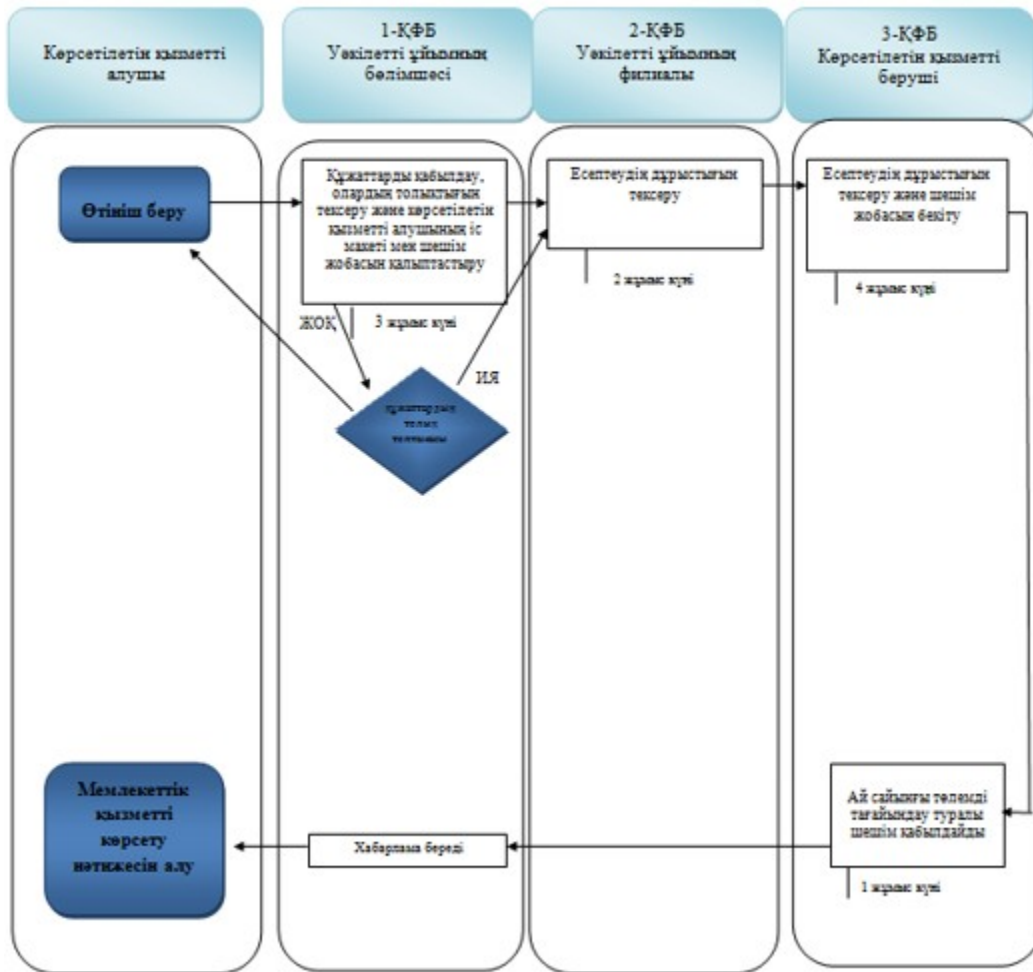 Көрсетілетін қызметті
алушы
1-ҚФБ
Уәкілетті ұйымның
бөлімшесі
2-ҚФБ
Уәкілетті ұйымның
филиалы
3-ҚФБ
Көрсетілетін қызметті
беруші
Өтініш беру
Құжаттарды қабылдау,
олардың толықтығын
тексеру және көрсетілетін
қызметті алушының іс
макеті мен шешім
жобасын қалыптастыру
3 жұмыс күні
Есептеудің дұрыстығын
тексеру
2 жұмыс күні
Есептеудің дұрыстығын
тексеру және шешім
жобасын бекіту
4 жұмыс күні
ЖОҚ
ИЯ
құжаттардың
толық
Мемлекеттік
қызметті
көрсету
нәтижесін алу
Хабарлама береді
Ай сайынғы төлемді
тағайындау туралы
шешім қабылдайды
1 жұмыс күні